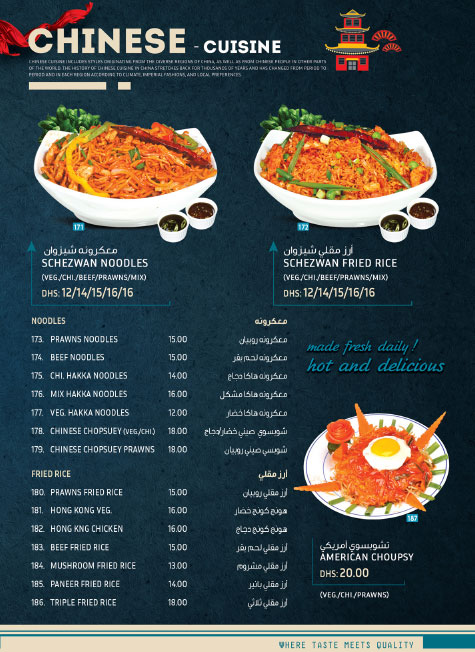 CHINESE - CUISINE
CHINESE CUISINE INCLUDES STYLES ORIGINATING FROM THE DIVERSE REGIONS OF CHINA, AS WELL AS FROM CHINESE PEOPLE IN OTHER PARTS
OF THE WORLD. THE HISTORY OF CHINESE CUISINE IN CHINA STRETCHES BACK FOR THOUSANDS OF YEARS AND HAS CHANGED FROM PERIOD TO
PERIOD AND IN EACH REGION ACCORDING TO CLIMATE, IMPERIAL FASHIONS, AND LOCAL PREFERENCES.
171
معكرونه شيزوان
SCHEZWAN NOODLES
(VEG./CHI./BEEF/PRAWNS/MIX)
DHS: 12/14/15/16/16
172
أرز مقلي شيزوان
SCHEZWAN FRIED RICE
(VEG./CHI./BEEF/PRAWNS/MIX)
DHS: 12/14/15/16/16
NOODLES معكرونه
173. PRAWNS NOODLES 15.00 معكرونه روبيان
174. BEEF NOODLES 15.00 معكرونه لحم بقر
175. CHI. HAKKA NOODLES 14.00 معكرونه هاكا دجاج
176. MIX HAKKA NOODLES 16.00 معكرونه هاكا مشكل
177. VEG. HAKKA NOODLES 12.00 معكرونه هاكا خضار
178. CHINESE CHOPSUEY (VEG./CHI.) 18.00 شوبسوي صيني خضار/دجاج
179. CHINESE CHOPSUEY PRAWNS 18.00 شوبسي صيني روبيان
FRIED RICE أرز مقلي
180. PRAWNS FRIED RICE 15.00 أرز مقلي روبيان
181. HONG KONG VEG. 16.00 هونج كونج خضار
182. HONG KNG CHICKEN 16.00 هونج كونج دجاج
183. BEEF FRIED RICE 15.00 أرز مقلي لحم بقر
184. MUSHROOM FRIED RICE 13.00 أرز مقلي مشروم
185. PANEER FRIED RICE 14.00 أرز مقلي بانير
186. TRIPLE FRIED RICE 18.00 أرز مقلي ثلاثي
made fresh daily !
hot and delicious
187
تشوبسوي أمريكي
AMERICAN CHOUPSY
DHS: 20.00
(VEG./CHI./PRAWNS)
WHERE TASTE MEETS QUALITY